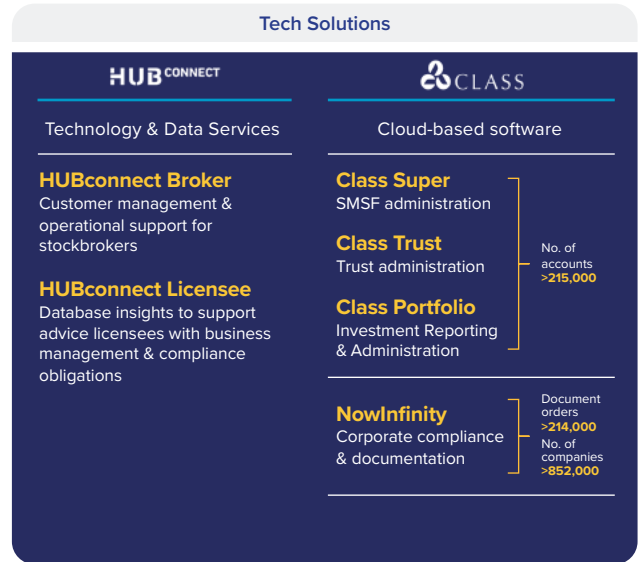 Tech Solutions
HUB CONNECT
Technology & Data Services
HUBconnect Broker
Customer management &
operational support for
stockbrokers
HUBconnect Licensee
Database insights to support
advice licensees with business
management & compliance
obligations
CLASS
Cloud-based software
Class Super
SMSF administration
Class Trust
Trust administration
Class Portfolio
Investment Reporting
& Administration
No. of
accounts
>215,000
NowInfinity
Corporate compliance
& documentation
Document
orders
>214,000
No. of
companies
>852,000